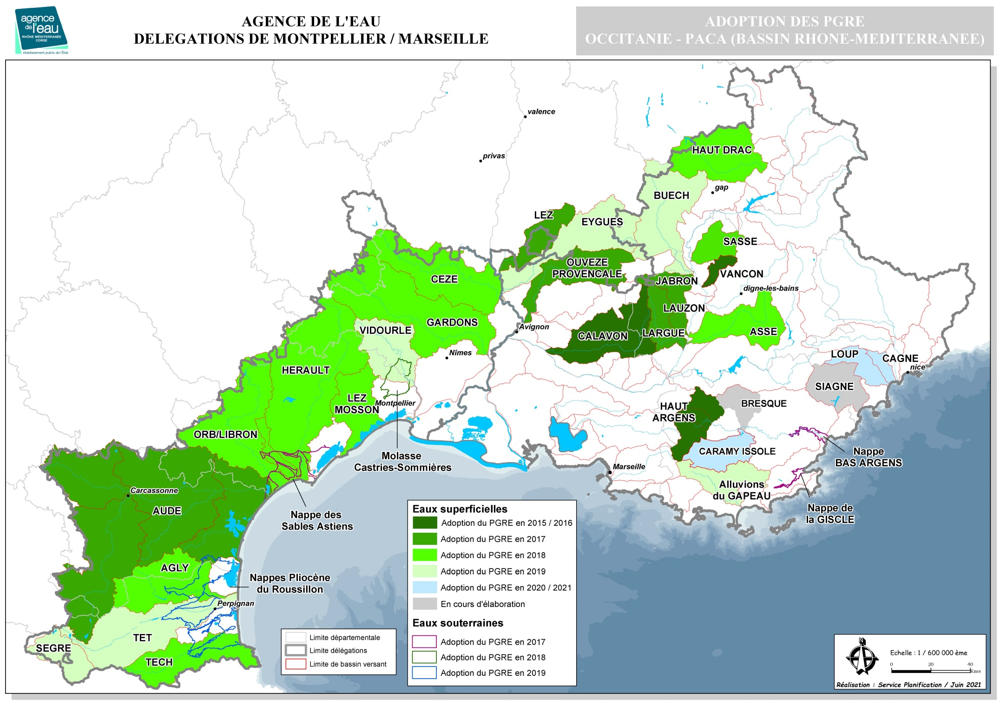 agence
de l'eau
RHÔNE MÉDITERRANÉE
CORSE
établissement public de l'État
AGENCE DE L'EAU
DELEGATIONS DE MONTPELLIER / MARSEILLE
ADOPTION DES PGRE
OCCITANIE - PACA (BASSIN RHONE-MEDITERRANEE)
valence
privas
HAUT DRAC
gap
BUECH
LEZ
EYGUES
SASSE
OUVEZE
PROVENCALE
VANCON
JABRON
digne-les-bains
CEZE
LAUZON
GARDONS
VIDOURLE
Avignon
CALAVON
LARGUE
ASSE
Nîmes
LOUP
CAGNE
nice
HERAULT
SIAGNE
LEZ
MOSSON
Montpellier
BRESQUE
HAUT
ARGENS
ORB/LIBRON
CARAMY ISSOLE
Nappe
BAS ARGENS
Molasse
Castries-Sommières
Marseille
Alluvions
du GAPEAU
Carcassonne
AUDE
Nappe des
Sables Astiens
Nappe de
la GISCLE
AGLY
Nappes Pliocène
du Roussillon
Perpignan
TET
SEGRE
TECH
Limite départementale
Limite délégations
Limite de bassin versant
Eaux superficielles
Adoption du PGRE en 2015 / 2016
Adoption du PGRE en 2017
Adoption du PGRE en 2018
Adoption du PGRE en 2019
Adoption du PGRE en 2020 / 2021
En cours d'élaboration
Eaux souterraines
Adoption du PGRE en 2017
Adoption du PGRE en 2018
Adoption du PGRE en 2019
N
Echelle : 1 / 600 000 ème
0 20 40
Kms
Réalisation : Service Planification / Juin 2021